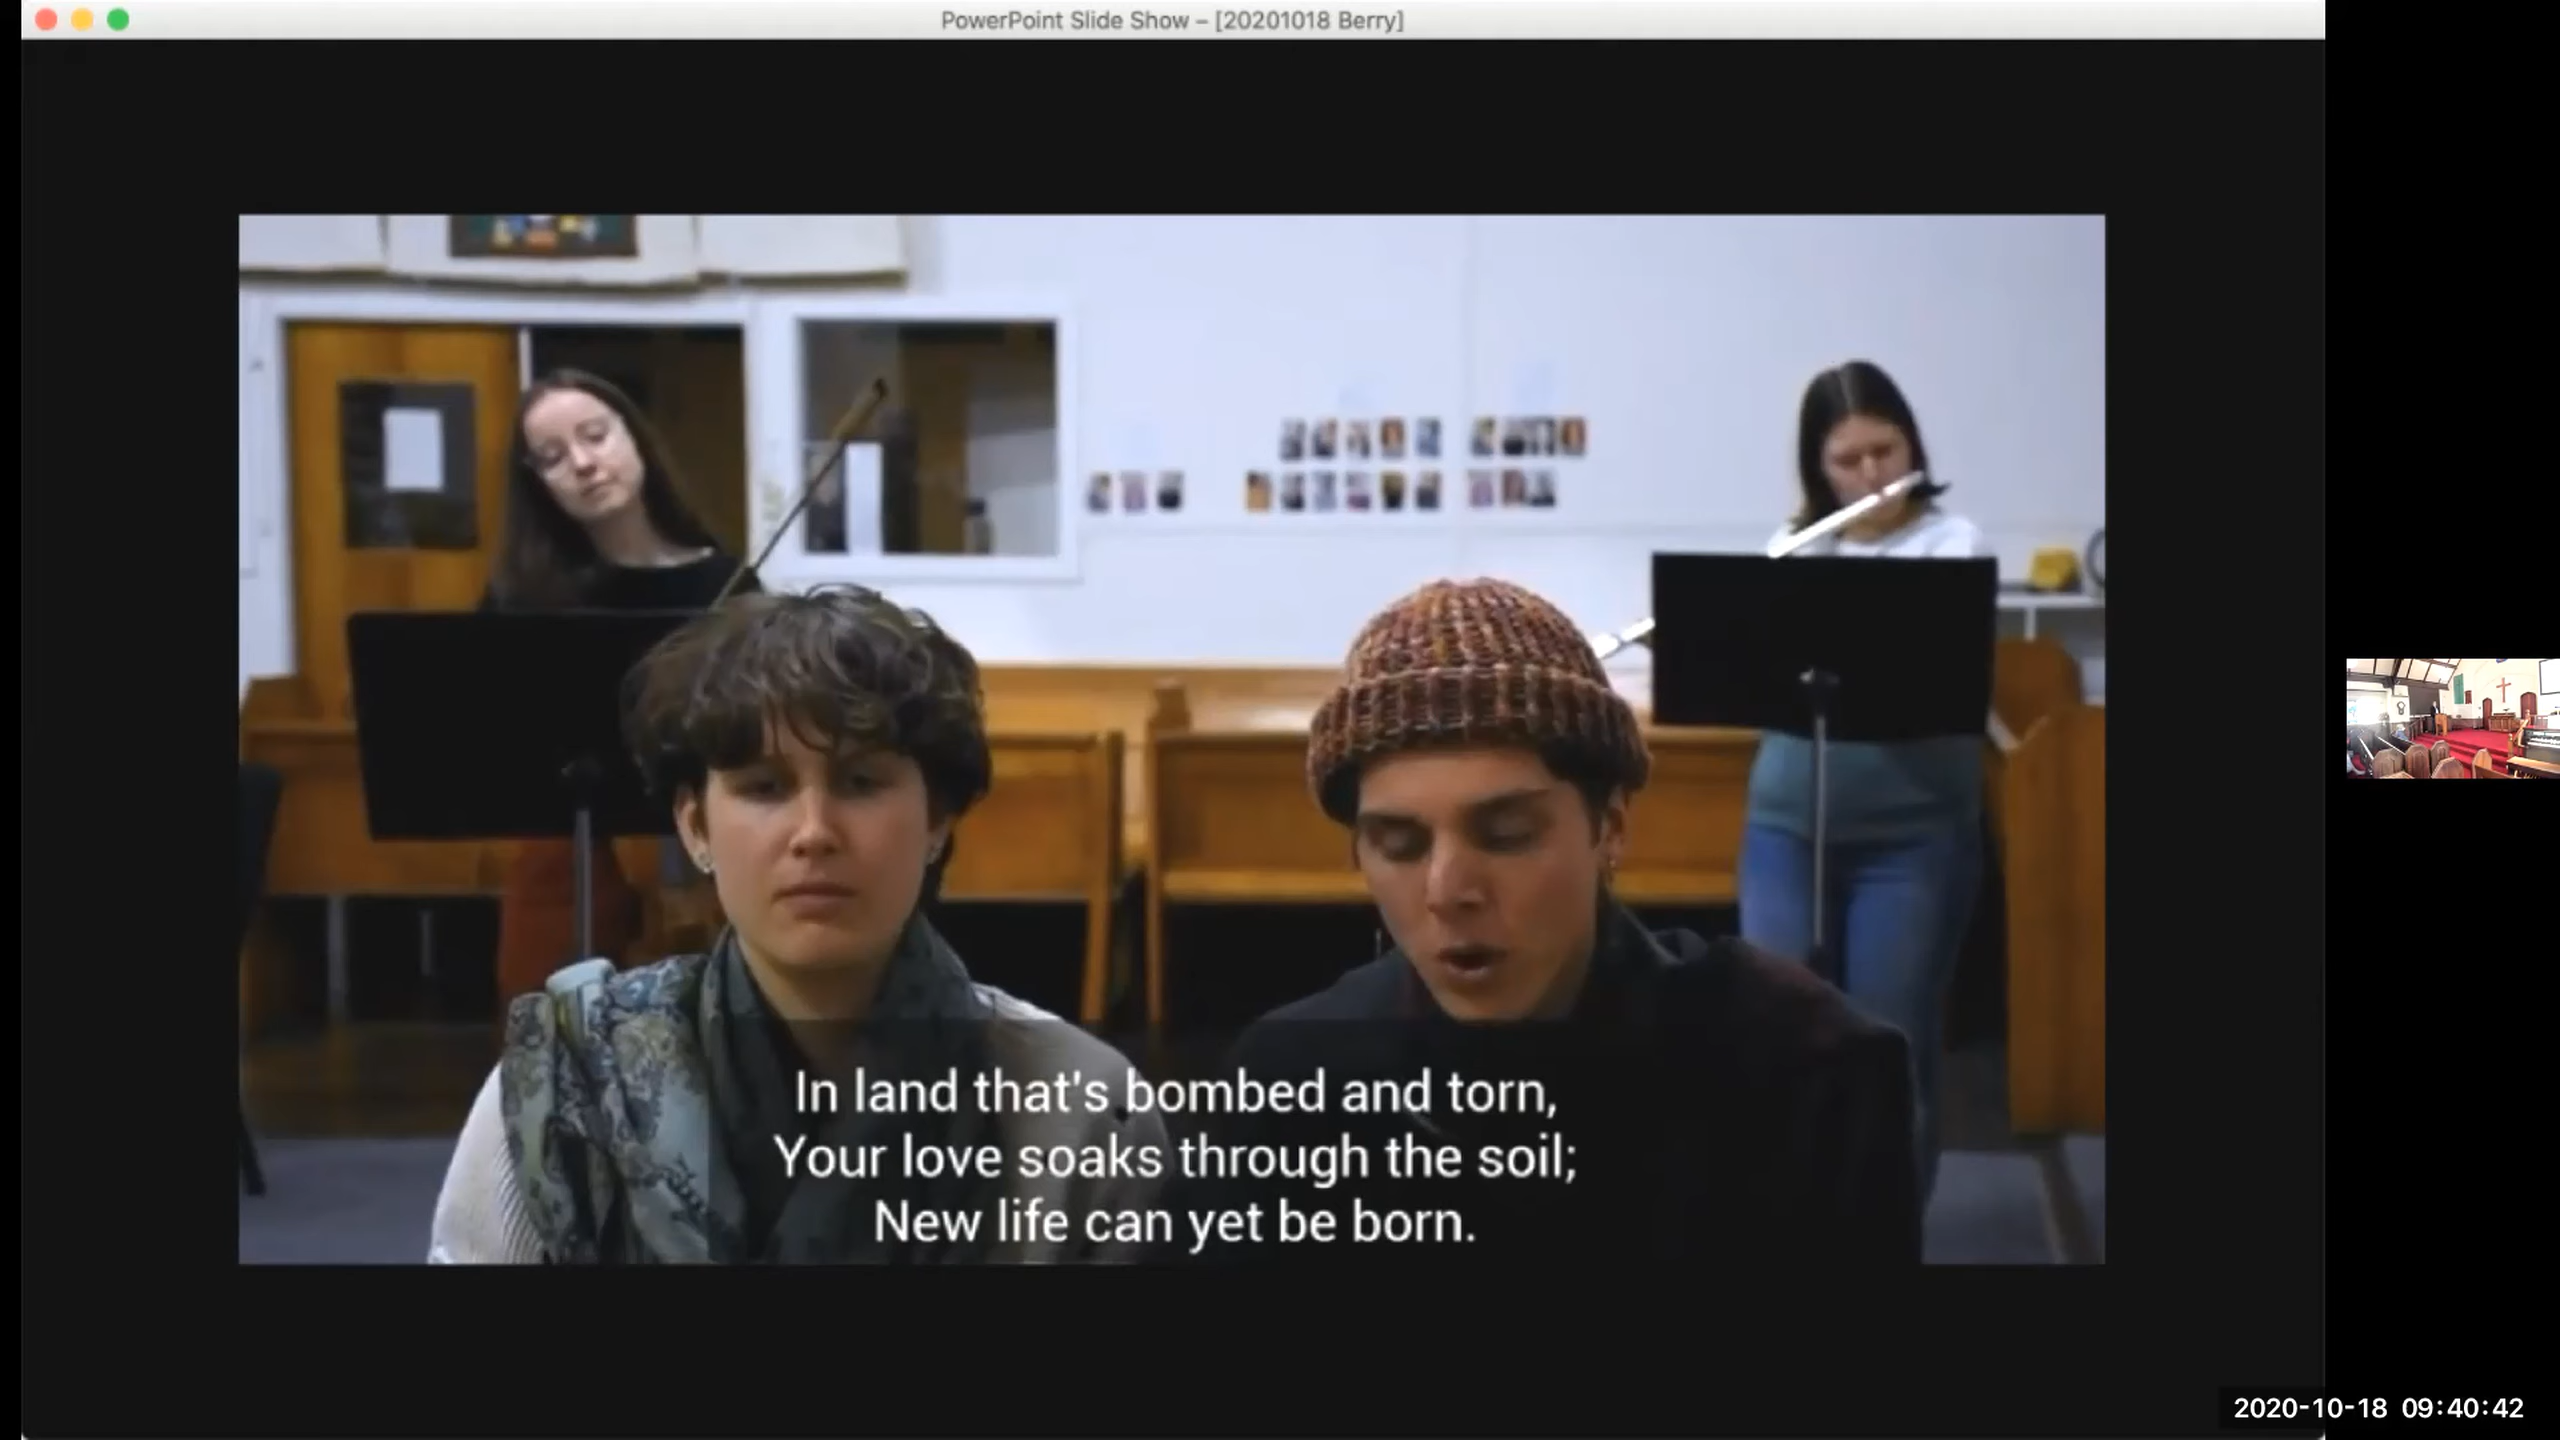 PowerPoint Slide Show – [20201018 Berry]
In land that's bombed and torn,
Your love soaks through the soil;
New life can yet be born.
2020-10-18 09:40:42